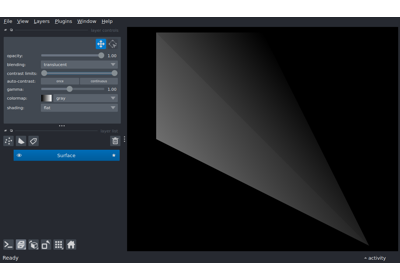 File View Layers Plugins Window Help
opacity: 1.00
blending: translucent
contrast limits:
auto-contrast: once continuous
gamma: 1.00
colormap: gray
shading: flat
Surface
Ready
activity